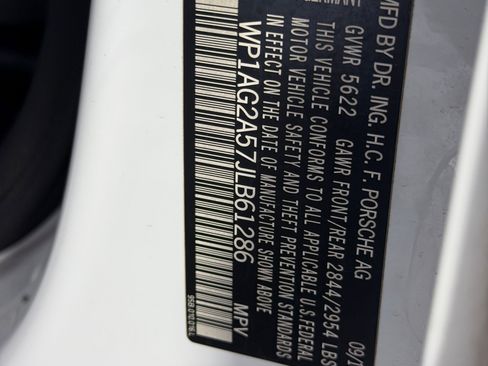 MFD BY DR. ING. H.C. F. PORSCHE AG 09/1
GVWR 5622 GAWR FRONT/REAR 2844/2954 LBS
THIS VEHICLE CONFORMS TO ALL APPLICABLE U.S. FEDERAL
MOTOR VEHICLE SAFETY AND THEFT PREVENTION STANDARDS
IN EFFECT ON THE DATE OF MANUFACTURE SHOWN ABOVE
WP1AG2A57JLB61286 MPV